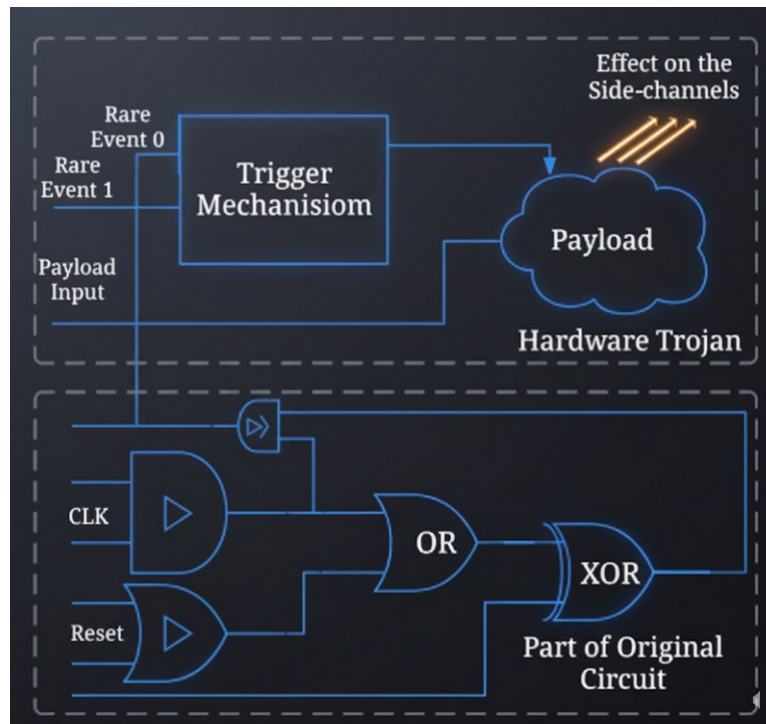 Effect on the
Side-channels
Rare
Event 0
Rare
Event 1
Trigger
Mechanisiom
Payload
Payload
Input
Hardware Trojan
CLK
OR
XOR
Reset
Part of Original
Circuit